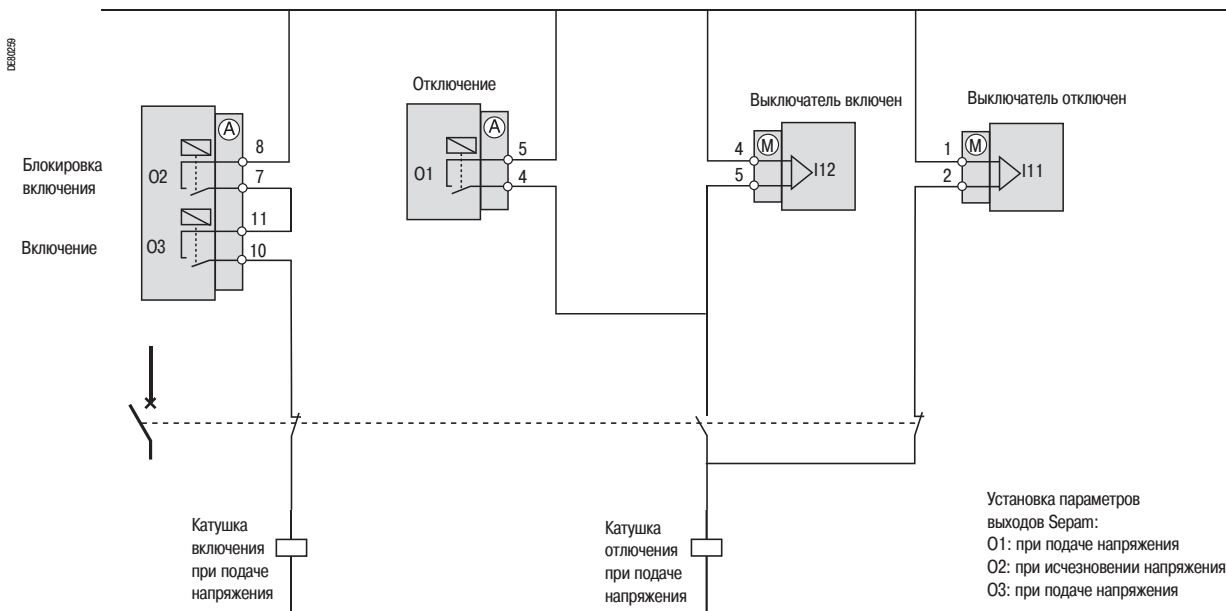 DE80259
Отключение
Выключатель включен
Выключатель отключен
Блокировка
включения
O2
A
8
7
Включение
O3
11
10
O1
A
5
4
4
5
M
I12
1
2
M
I11
Катушка
включения
при подаче
напряжения
Катушка
отлючения
при подаче
напряжения
Установка параметров
выходов Sepam:
O1: при подаче напряжения
O2: при исчезновении напряжения
O3: при подаче напряжения